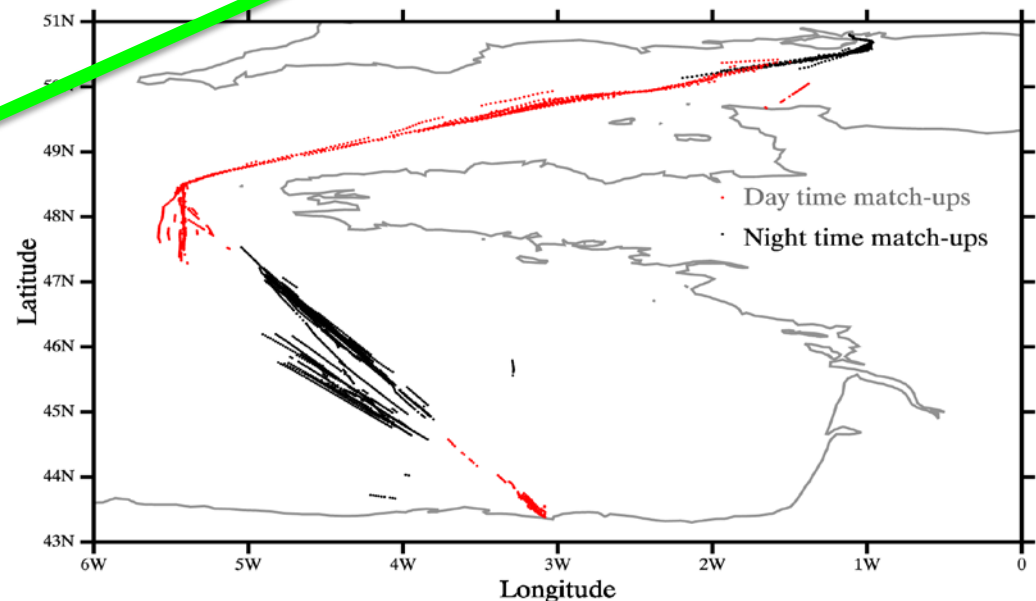 51N
49N
48N
47N
46N
45N
44N
43N
Latitude
Day time match-ups
Night time match-ups
6W 5W 4W 3W 2W 1W 0
Longitude